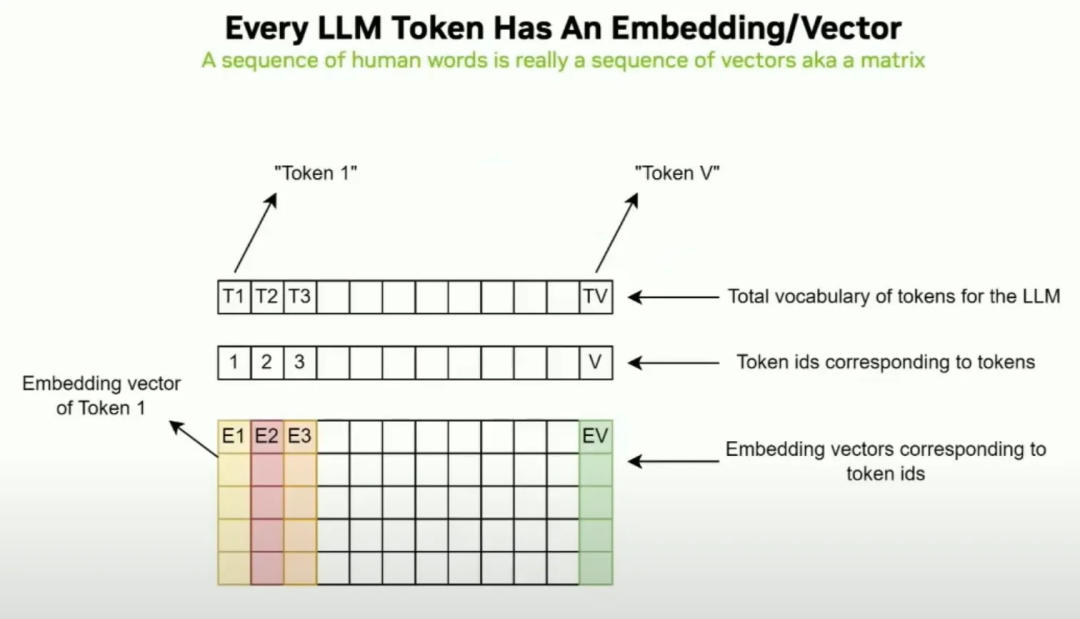 Every LLM Token Has An Embedding/Vector
A sequence of human words is really a sequence of vectors aka a matrix
"Token 1"
"Token V"
T1 T2 T3 TV
Total vocabulary of tokens for the LLM
1 2 3 V
Token ids corresponding to tokens
Embedding vector
of Token 1
E1 E2 E3 EV
Embedding vectors corresponding to
token ids